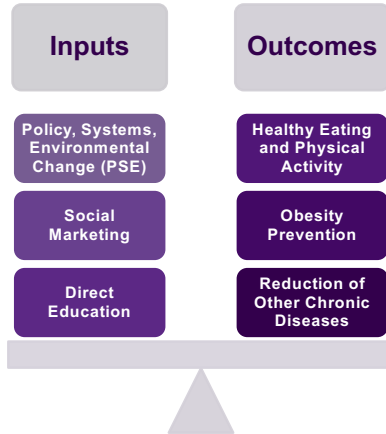 Inputs
Policy, Systems,
Environmental
Change (PSE)
Social
Marketing
Direct
Education
Outcomes
Healthy Eating
and Physical
Activity
Obesity
Prevention
Reduction of
Other Chronic
Diseases